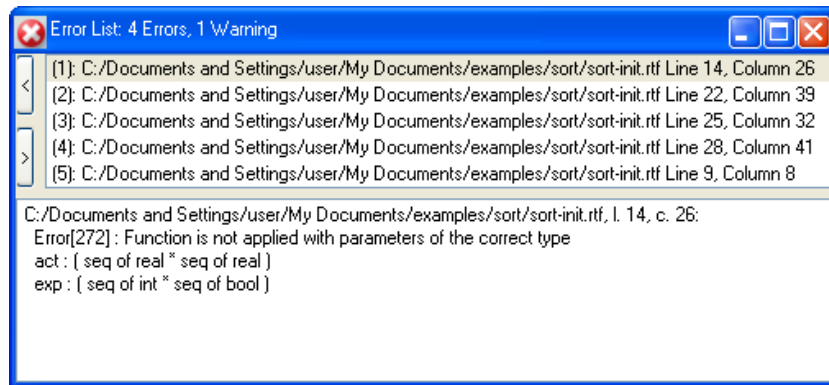 Error List: 4 Errors, 1 Warning
(1): C:/Documents and Settings/user/My Documents/examples/sort/sort-init.rtf Line 14, Column 26
(2): C:/Documents and Settings/user/My Documents/examples/sort/sort-init.rtf Line 22, Column 39
(3): C:/Documents and Settings/user/My Documents/examples/sort/sort-init.rtf Line 25, Column 32
(4): C:/Documents and Settings/user/My Documents/examples/sort/sort-init.rtf Line 28, Column 41
(5): C:/Documents and Settings/user/My Documents/examples/sort/sort-init.rtf Line 9, Column 8
<
>
C:/Documents and Settings/user/My Documents/examples/sort/sort-init.rtf, l. 14, c. 26:
Error[272] : Function is not applied with parameters of the correct type
act : ( seq of real * seq of real )
exp : ( seq of int * seq of bool )